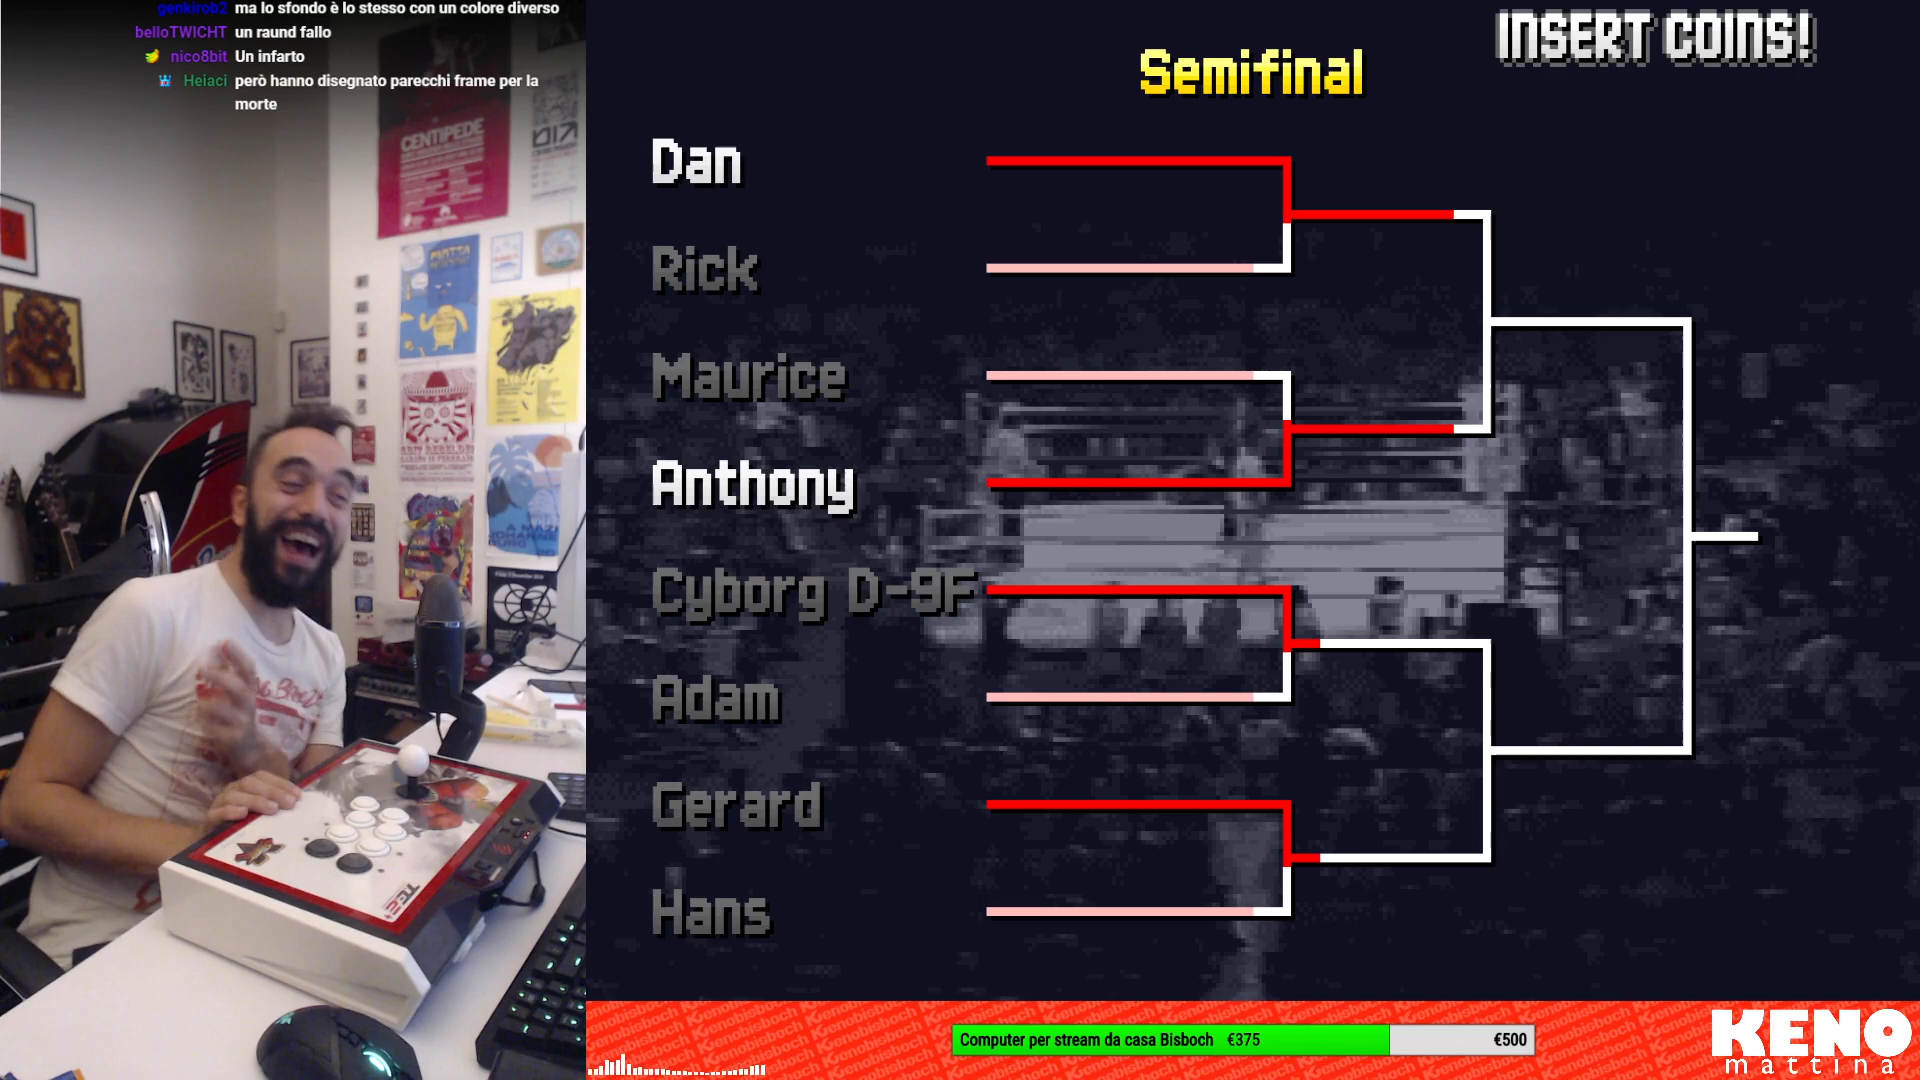 genkirob2 ma lo sfondo è lo stesso con un colore diverso
belloTWICHT un raund fallo
nico8bit Un infarto
Heiaci però hanno disegnato parecchi frame per la
morte
INSERT COINS!
Semifinal
Dan
Rick
Maurice
Anthony
Cyborg D-9F
Adam
Gerard
Hans
CENTIPEDE
TE2
Computer per stream da casa Bisboch €375
€500
Kenobisboch
KENO
mattina